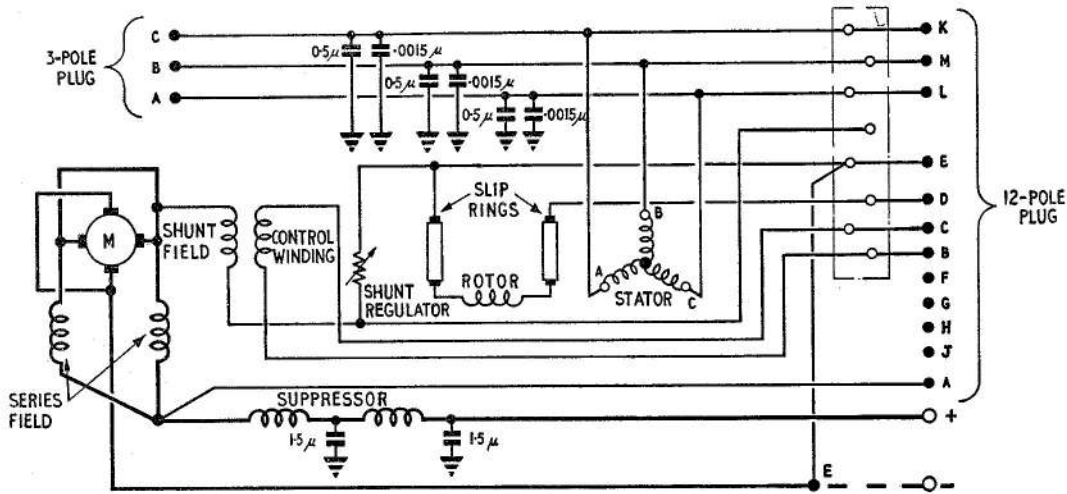 3-POLE
PLUG
C
B
A
0·5μ
·0015μ
0·5μ
·0015μ
0·5μ
·0015μ
K
M
L
E
D
C
B
F
G
H
J
A
12-POLE
PLUG
M
SHUNT
FIELD
CONTROL
WINDING
SLIP
RINGS
SHUNT
REGULATOR
ROTOR
B
A
STATOR
C
SERIES
FIELD
SUPPRESSOR
1·5μ
1·5μ
+
E
-